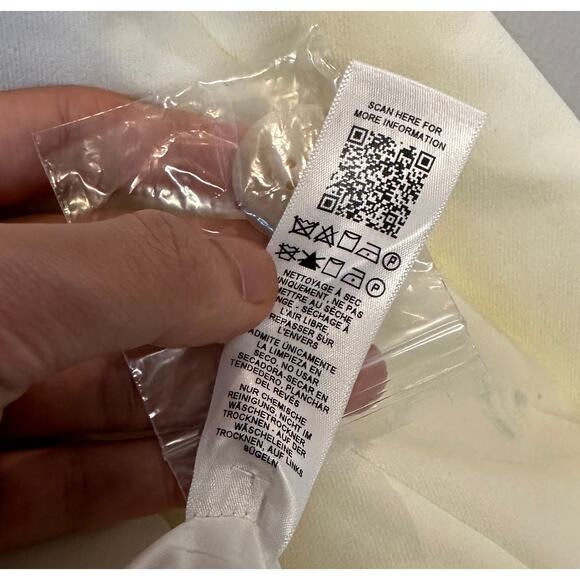 SCAN HERE FOR
MORE INFORMATION
P
P
NETTOYAGE À SEC
UNIQUEMENT, NE PAS
METTRE AU SÈCHE
LINGE - SÉCHAGE À
L'AIR LIBRE,
REPASSER SUR
L'ENVERS
ADMITE ÚNICAMENTE
LA LIMPIEZA EN
SECO, NO USAR
SECADORA-SECAR EN
TENDEDERO, PLANCHAR
DEL REVÉS
NUR CHEMISCHE
REINIGUNG, NICHT IM
WÄSCHETROCKNER
TROCKNEN - AUF DER
WÄSCHELEINE
TROCKNEN, AUF LINKS
BÜGELN